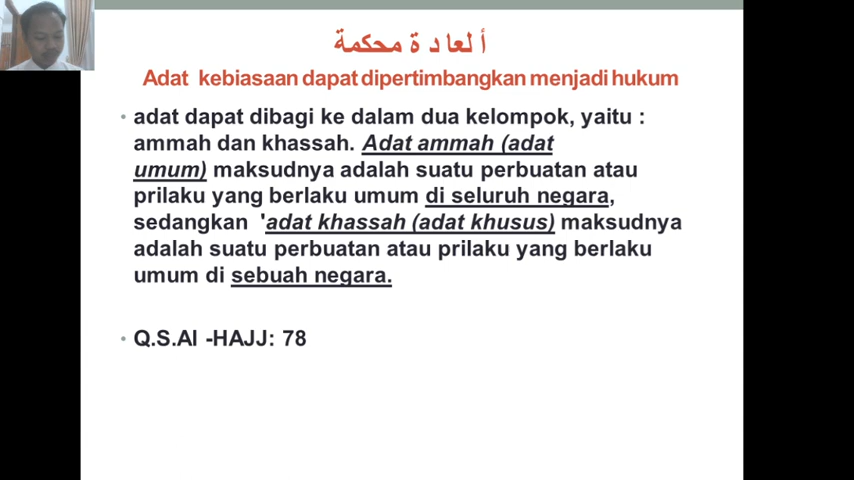 أ لعا د ة محكمة
Adat kebiasaan dapat dipertimbangkan menjadi hukum
• adat dapat dibagi ke dalam dua kelompok, yaitu :
ammah dan khassah. Adat ammah (adat
umum) maksudnya adalah suatu perbuatan atau
prilaku yang berlaku umum di seluruh negara,
sedangkan 'adat khassah (adat khusus) maksudnya
adalah suatu perbuatan atau prilaku yang berlaku
umum di sebuah negara.
• Q.S.Al -HAJJ: 78